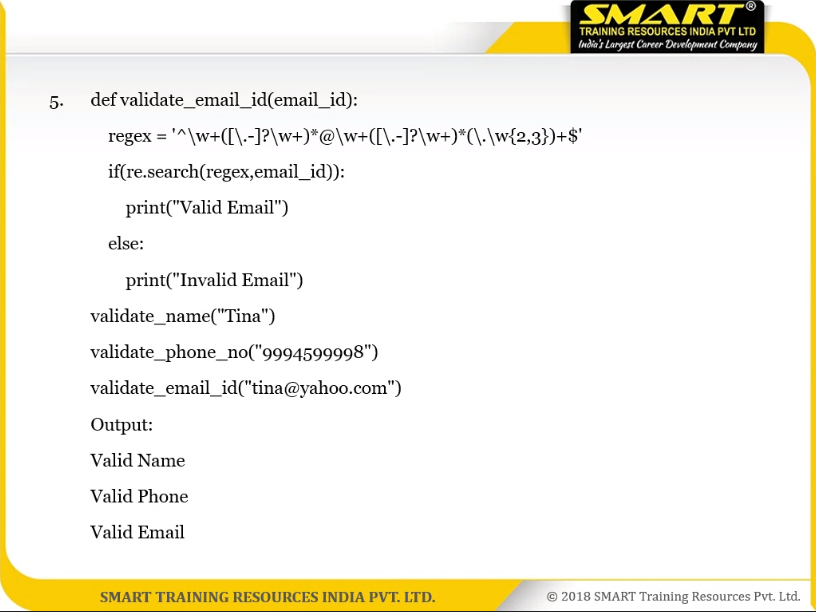 SMART®
TRAINING RESOURCES INDIA PVT LTD
India's Largest Career Development Company
5. def validate_email_id(email_id):
regex = '^\w+([\.-]?\w+)*@\w+([\.-]?\w+)*(\.\w{2,3})+$'
if(re.search(regex,email_id)):
print("Valid Email")
else:
print("Invalid Email")
validate_name("Tina")
validate_phone_no("9994599998")
validate_email_id("tina@yahoo.com")
Output:
Valid Name
Valid Phone
Valid Email
SMART TRAINING RESOURCES INDIA PVT. LTD.
© 2018 SMART Training Resources Pvt. Ltd.